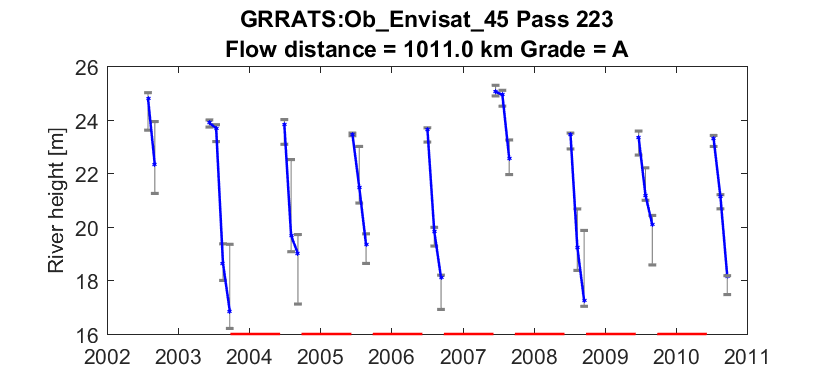 GRRATS:Ob_Envisat_45 Pass 223
Flow distance = 1011.0 km Grade = A
River height [m]
26
24
22
20
18
16
2002 2003 2004 2005 2006 2007 2008 2009 2010 2011